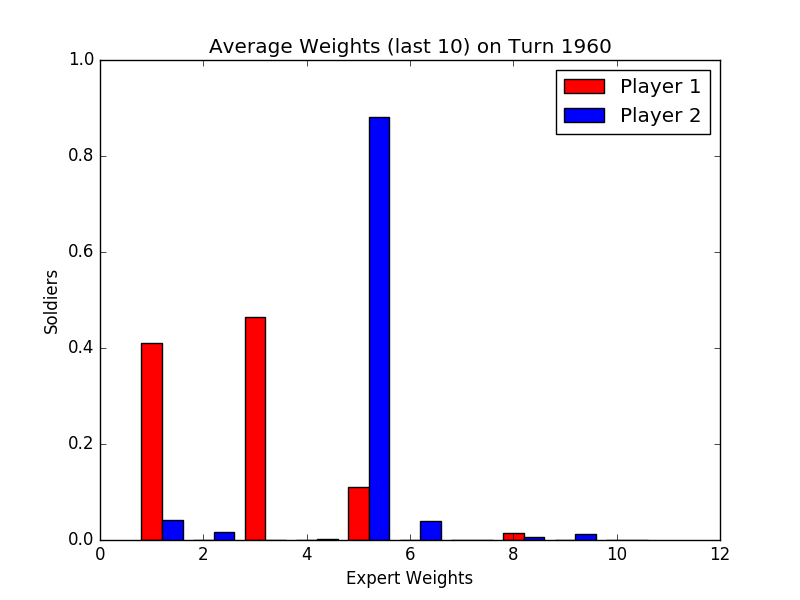 Average Weights (last 10) on Turn 1960
1.0
0.8
0.6
0.4
0.2
0.0
Soldiers
Player 1
Player 2
0 2 4 6 8 10 12
Expert Weights